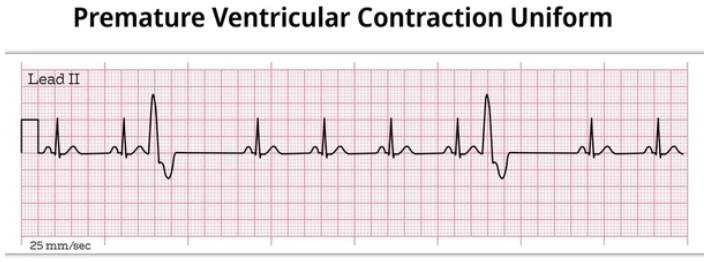 Premature Ventricular Contraction Uniform
Lead II
25 mm/sec